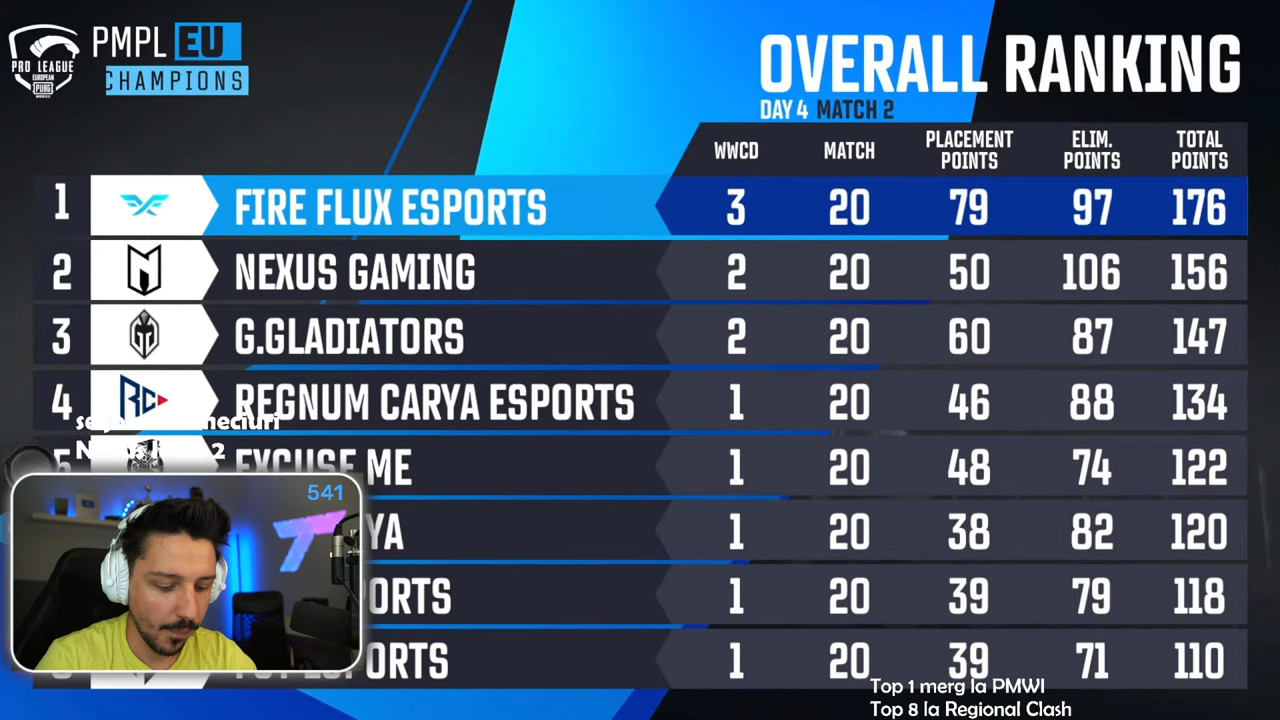 PRO LEAGUE
EUROPEAN
PUBG
MOBILE
PMPL EU
CHAMPIONS
OVERALL RANKING
DAY 4 MATCH 2
WWCD MATCH PLACEMENT POINTS ELIM. POINTS TOTAL POINTS
1 FIRE FLUX ESPORTS 3 20 79 97 176
2 NEXUS GAMING 2 20 50 106 156
3 G.GLADIATORS 2 20 60 87 147
4 RC REGNUM CARYA ESPORTS 1 20 46 88 134
EXCUSE ME 1 20 48 74 122
YA 1 20 38 82 120
ORTS 1 20 39 79 118
ORTS 1 20 39 71 110
541
Top 1 merg la PMWI
Top 8 la Regional Clash